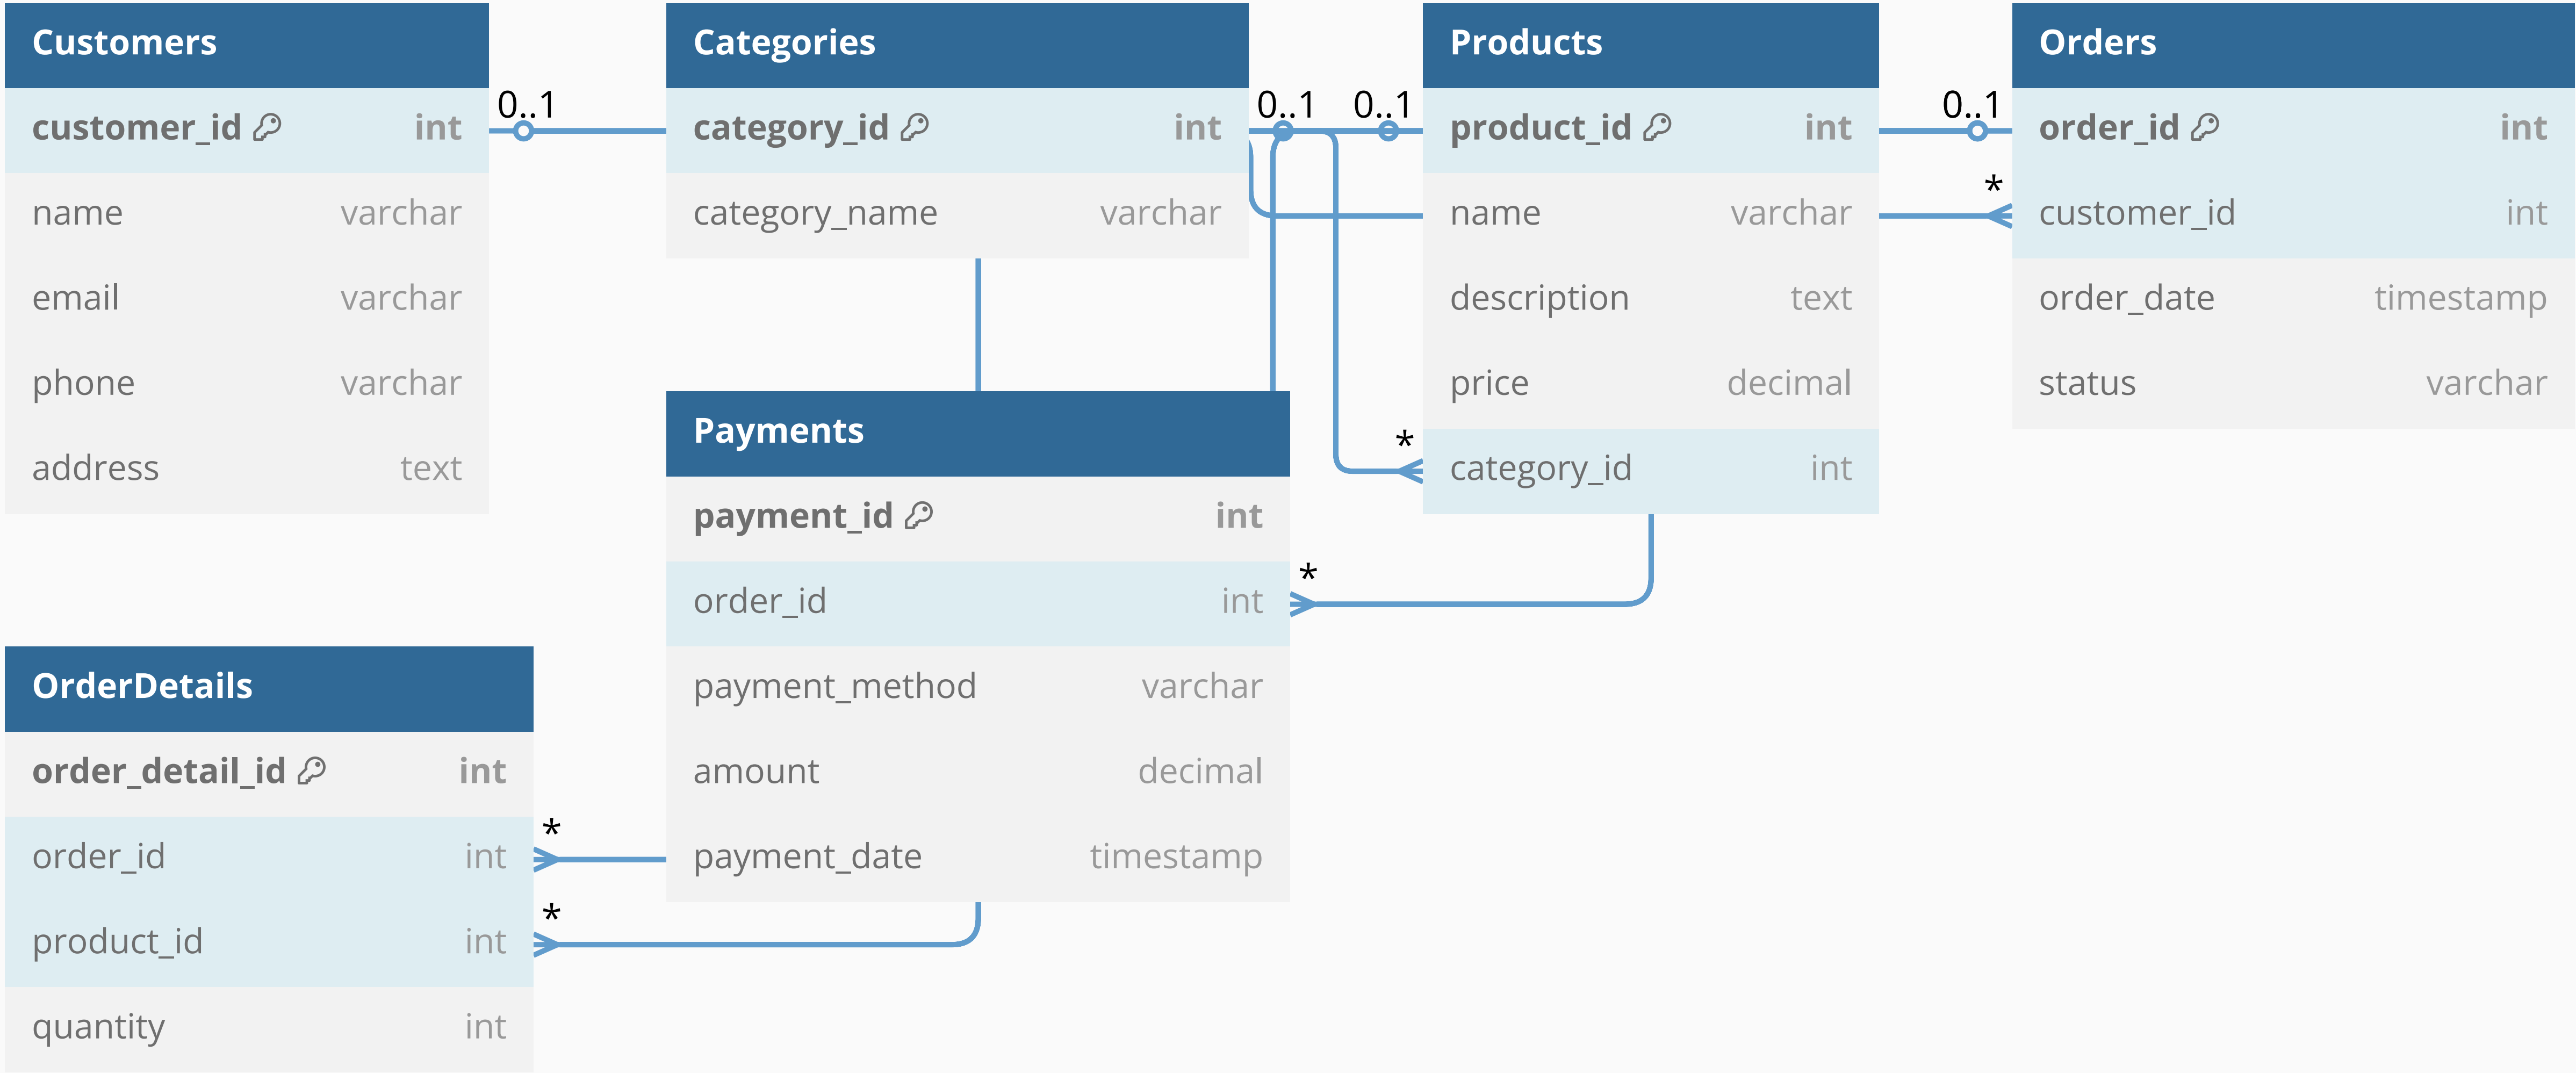 Customers
customer_id int
name varchar
email varchar
phone varchar
address text
0..1
Categories
category_id int
category_name varchar
0..1
0..1
Products
product_id int
name varchar
description text
price decimal
category_id int
*
0..1
*
Orders
order_id int
customer_id int
order_date timestamp
status varchar
Payments
payment_id int
order_id int
payment_method varchar
amount decimal
payment_date timestamp
*
OrderDetails
order_detail_id int
order_id int
product_id int
quantity int
*
*